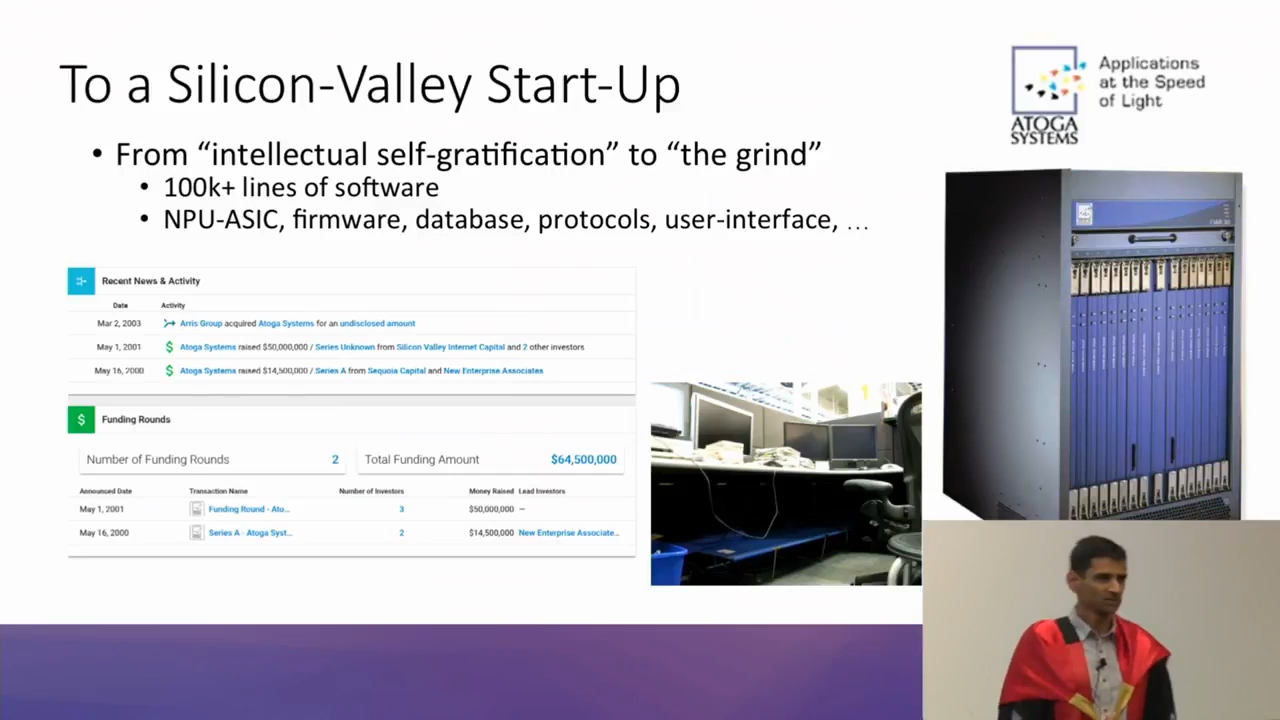 To a Silicon-Valley Start-Up
Applications
at the Speed
of Light
ATOGA
SYSTEMS
• From “intellectual self-gratification” to “the grind”
• 100k+ lines of software
• NPU-ASIC, firmware, database, protocols, user-interface, …
Recent News & Activity
Date Activity
Mar 2, 2003 Arris Group acquired Atoga Systems for an undisclosed amount
May 1, 2001 $ Atoga Systems raised $50,000,000 / Series Unknown from Silicon Valley Internet Capital and 2 other investors
May 16, 2000 $ Atoga Systems raised $14,500,000 / Series A from Sequoia Capital and New Enterprise Associates
$ Funding Rounds
Number of Funding Rounds 2 Total Funding Amount $64,500,000
Announced Date Transaction Name Number of Investors Money Raised Lead Investors
May 1, 2001 Funding Round - Ato... 3 $50,000,000 —
May 16, 2000 Series A - Atoga Syst... 2 $14,500,000 New Enterprise Associate...